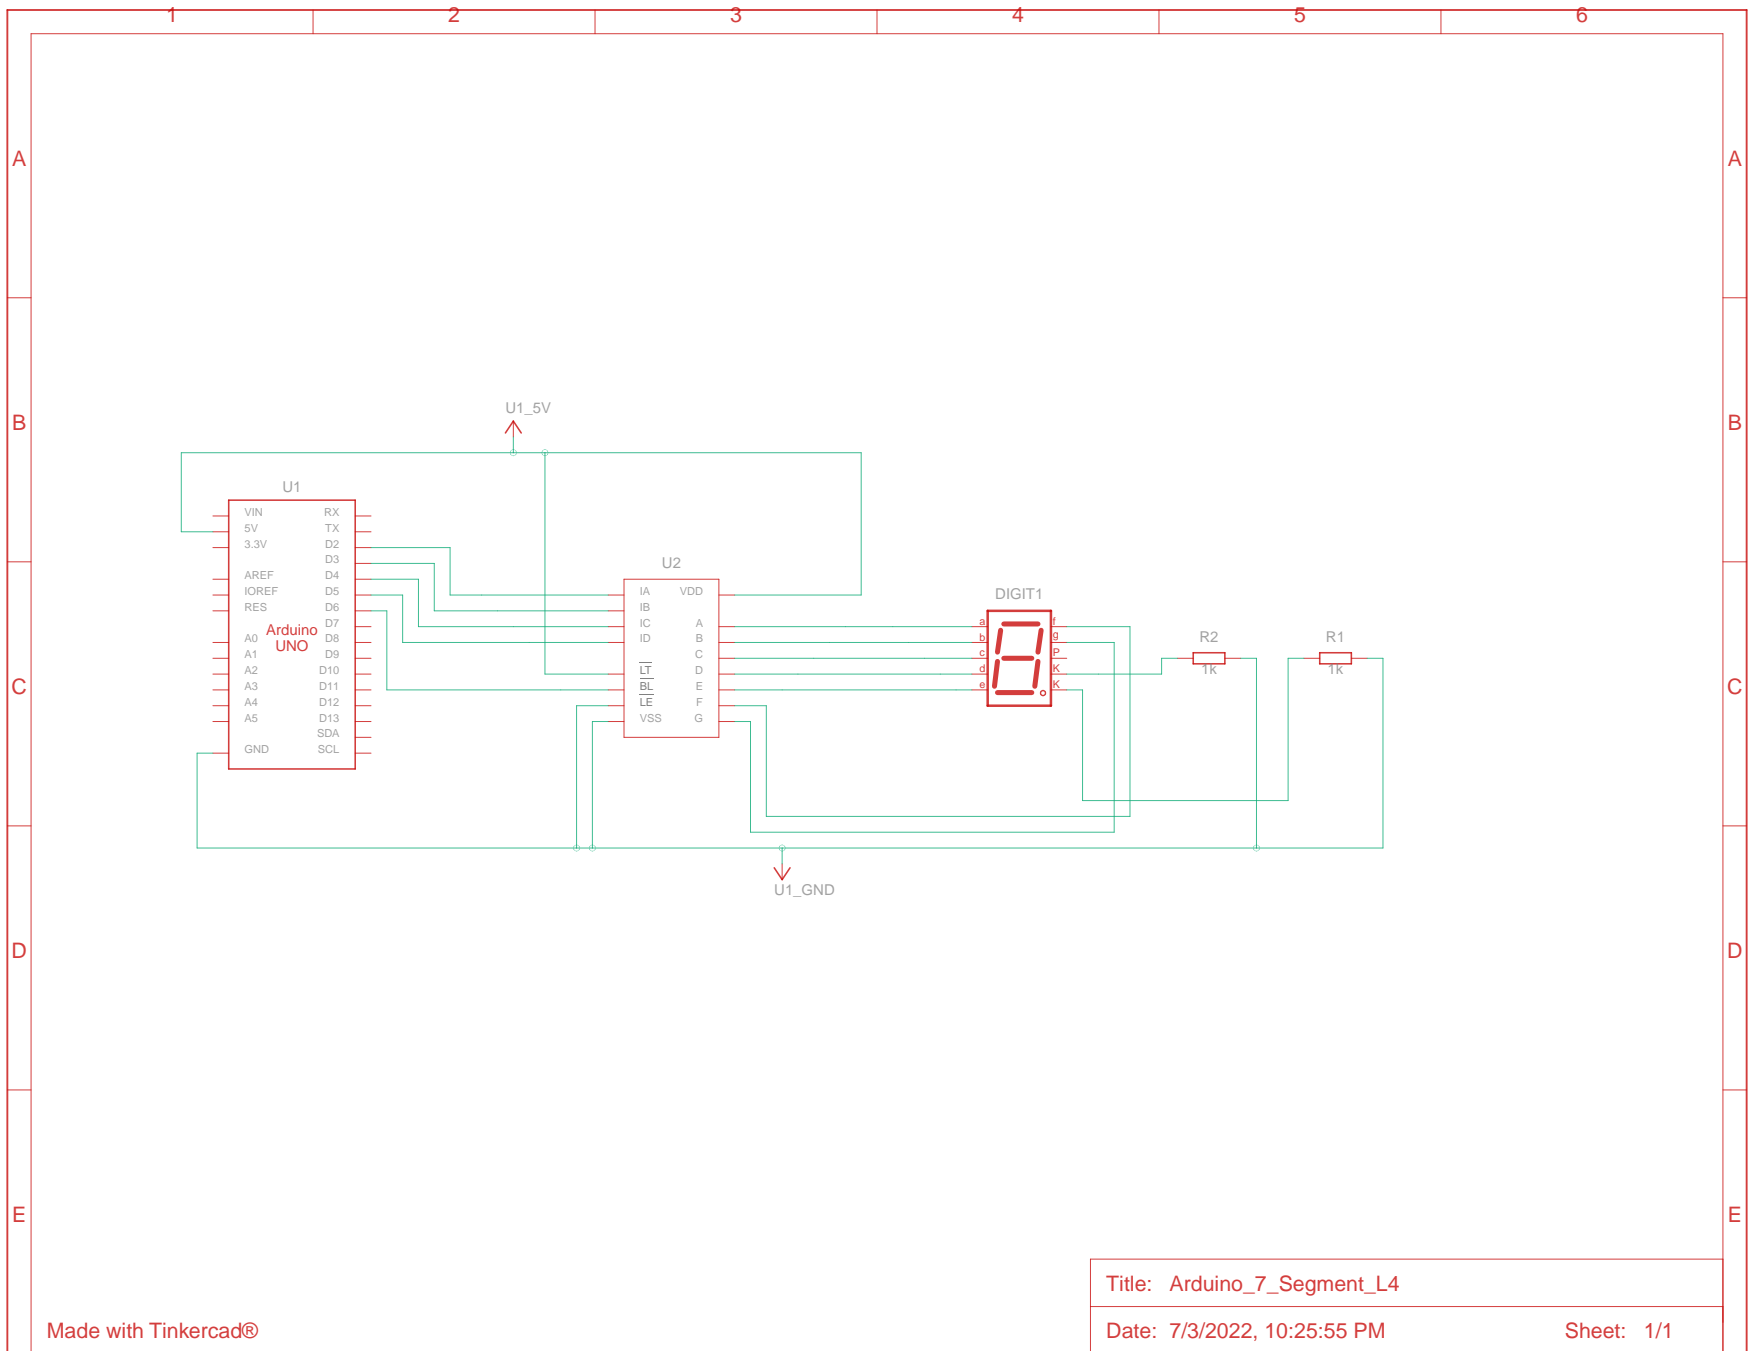 1 2 3 4 5 6
A A
B B
U1_5V
U1
VIN RX
5V TX
3.3V D2
D3
AREF D4
IOREF D5
RES D6
D7
Arduino
UNO
A0 D8
A1 D9
A2 D10
A3 D11
A4 D12
A5 D13
SDA
GND SCL
U2
IA VDD
IB
IC A
ID B
C
LT D
BL E
LE F
VSS G
DIGIT1
a f
b g
c P
d K
e K
R2
1k
R1
1k
C C
U1_GND
D D
E E
Title: Arduino_7_Segment_L4
Made with Tinkercad®
Date: 7/3/2022, 10:25:55 PM Sheet: 1/1